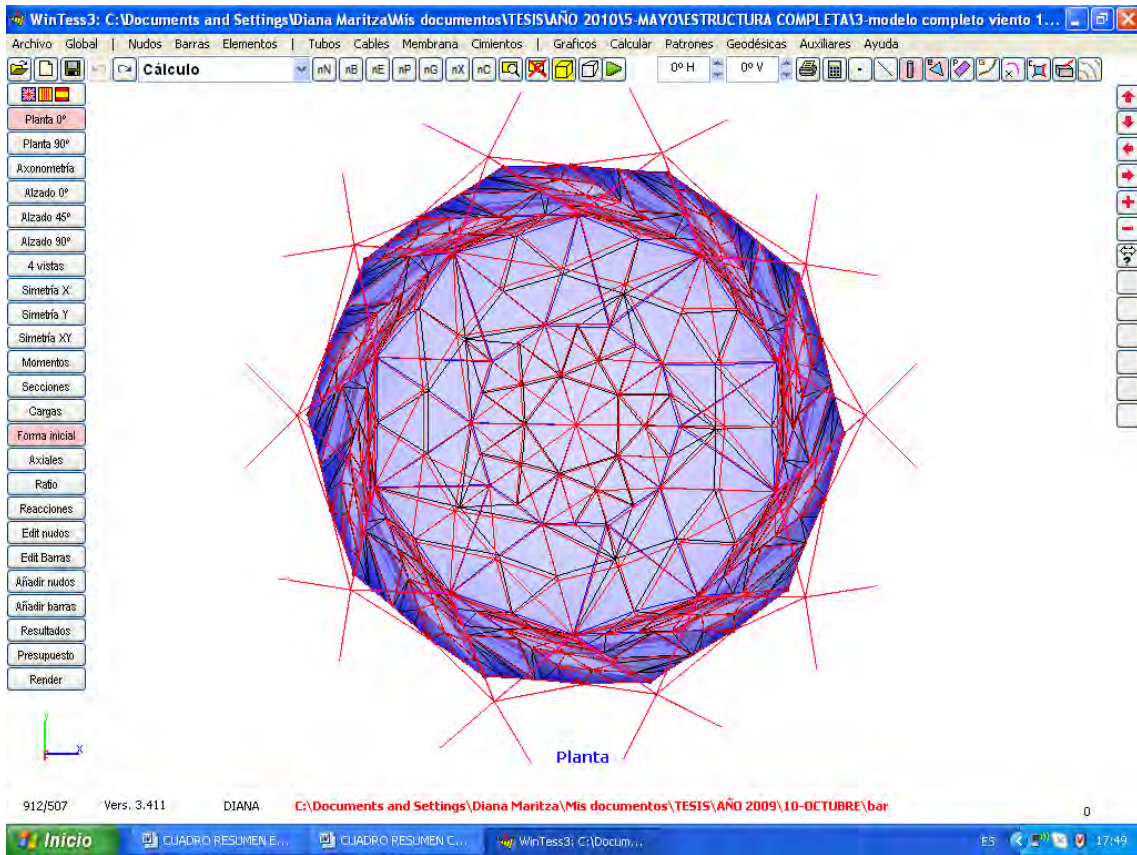 WinTess3: C:\Documents and Settings\Diana Maritza\Mis documentos\TESIS\AÑO 2010\5-MAYO\ESTRUCTURA COMPLETA\3-modelo completo viento 1...
Archivo Global | Nudos Barras Elementos | Tubos Cables Membrana Cimientos | Graficos Calcular Patrones Geodésicas Auxiliares Ayuda
Cálculo nN nB nE nP nG nX nC 0º H 0º V
Planta 0º
Planta 90º
Axonometría
Alzado 0º
Alzado 45º
Alzado 90º
4 vistas
Simetría X
Simetría Y
Simetría XY
Momentos
Secciones
Cargas
Forma inicial
Axiales
Ratio
Reacciones
Edit nudos
Edit Barras
Añadir nudos
Añadir barras
Resultados
Presupuesto
Render
?
y
x
Planta
912/507 Vers. 3.411 DIANA C:\Documents and Settings\Diana Maritza\Mis documentos\TESIS\AÑO 2009\10-OCTUBRE\bar 0
Inicio CUADRO RESUMEN E... CUADRO RESUMEN C... WinTess3: C:\Docum... ES 17:49